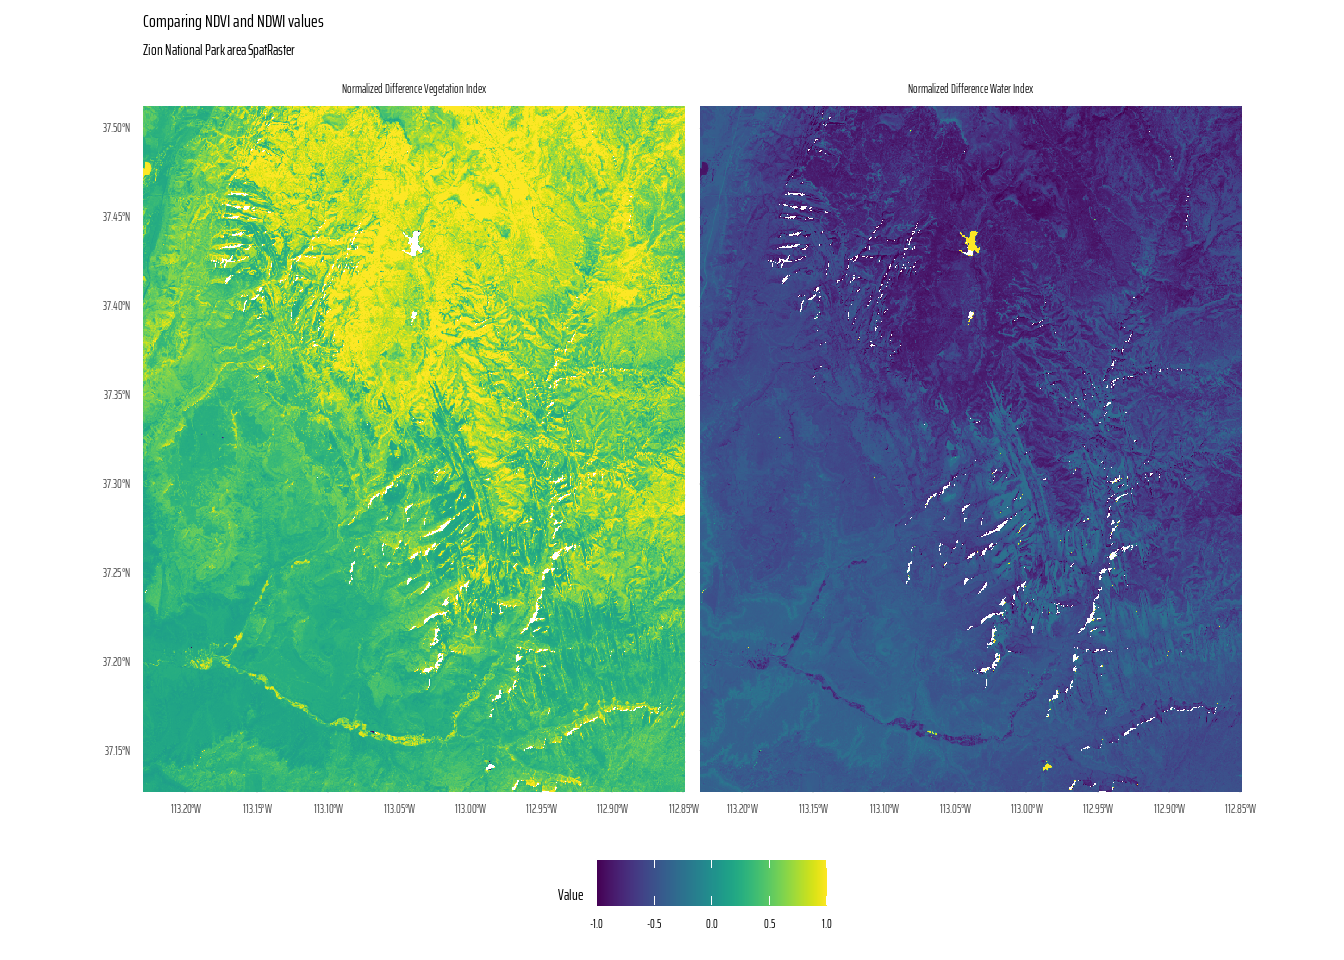 Comparing NDVI and NDWI values
Zion National Park area SpatRaster
Normalized Difference Vegetation Index
Normalized Difference Water Index
37.50°N
37.45°N
37.40°N
37.35°N
37.30°N
37.25°N
37.20°N
37.15°N
113.20°W 113.15°W 113.10°W 113.05°W 113.00°W 112.95°W 112.90°W 112.85°W
113.20°W 113.15°W 113.10°W 113.05°W 113.00°W 112.95°W 112.90°W 112.85°W
Value
-1.0 -0.5 0.0 0.5 1.0